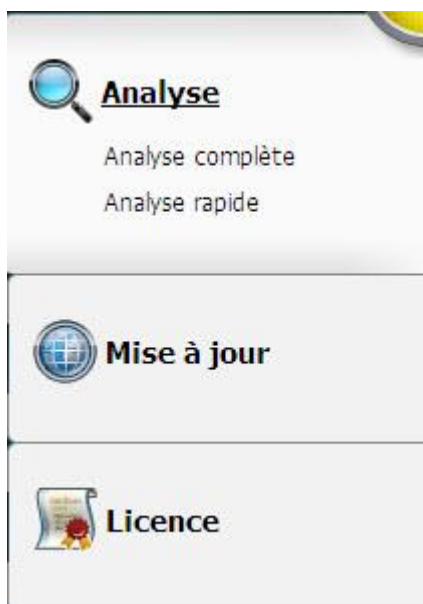 Analyse
Analyse complète
Analyse rapide
Mise à jour
Licence